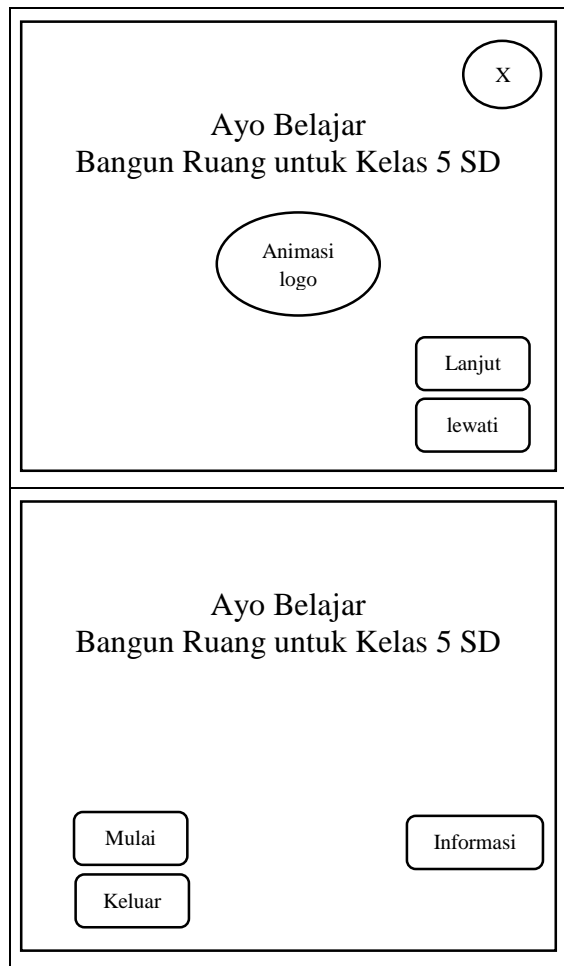 X
Ayo Belajar
Bangun Ruang untuk Kelas 5 SD
Animasi
logo
Lanjut
lewati
Ayo Belajar
Bangun Ruang untuk Kelas 5 SD
Mulai
Informasi
Keluar